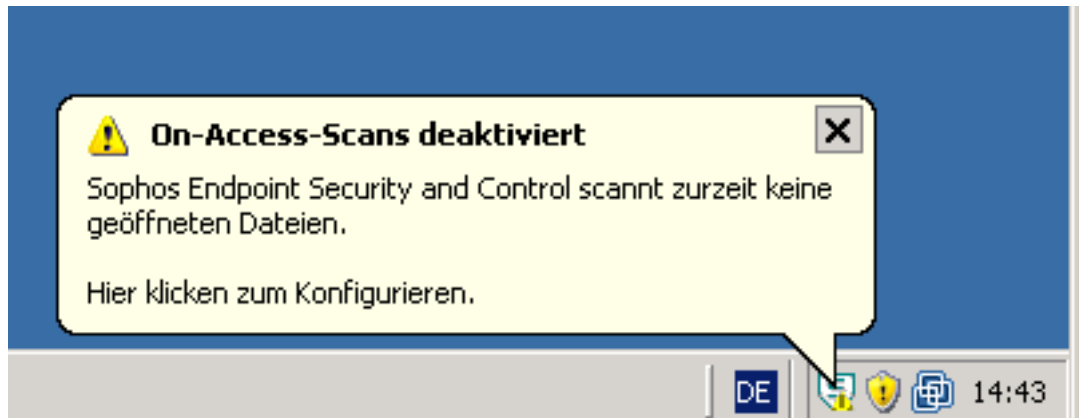 On-Access-Scans deaktiviert
Sophos Endpoint Security and Control scannt zurzeit keine
geöffneten Dateien.
Hier klicken zum Konfigurieren.
DE
14:43